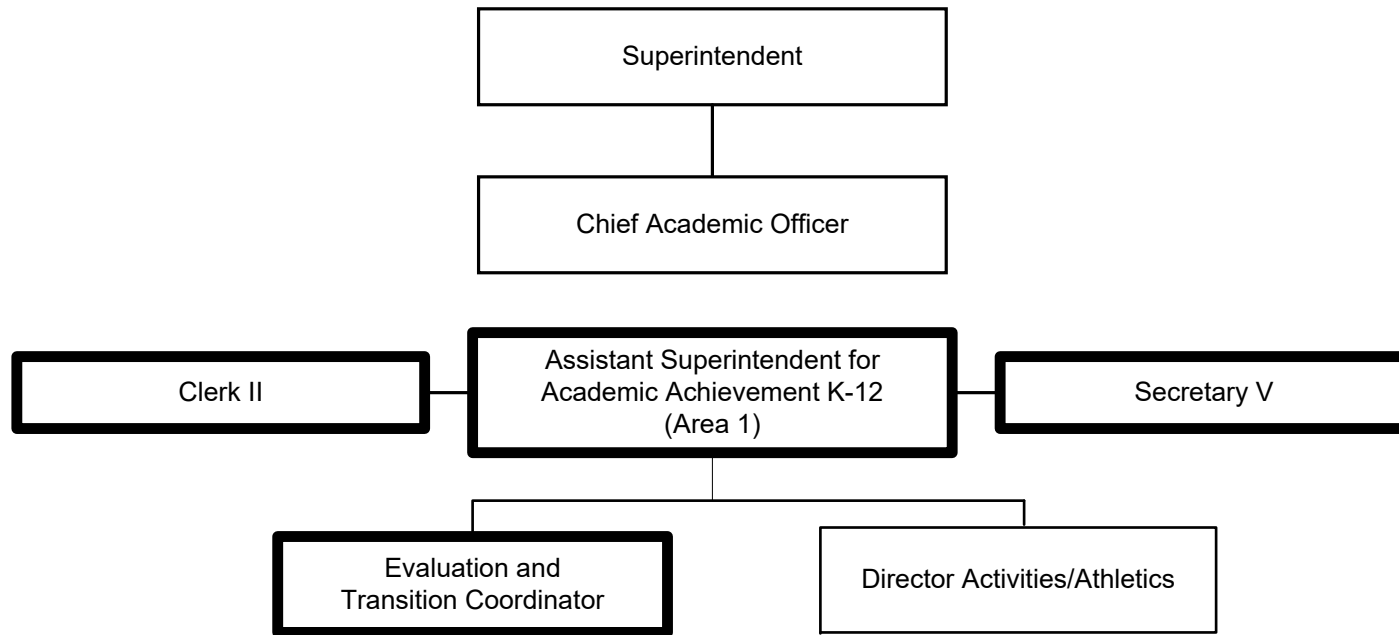 Superintendent
Chief Academic Officer
Clerk II
Assistant Superintendent for
Academic Achievement K-12
(Area 1)
Secretary V
Evaluation and
Transition Coordinator
Director Activities/Athletics